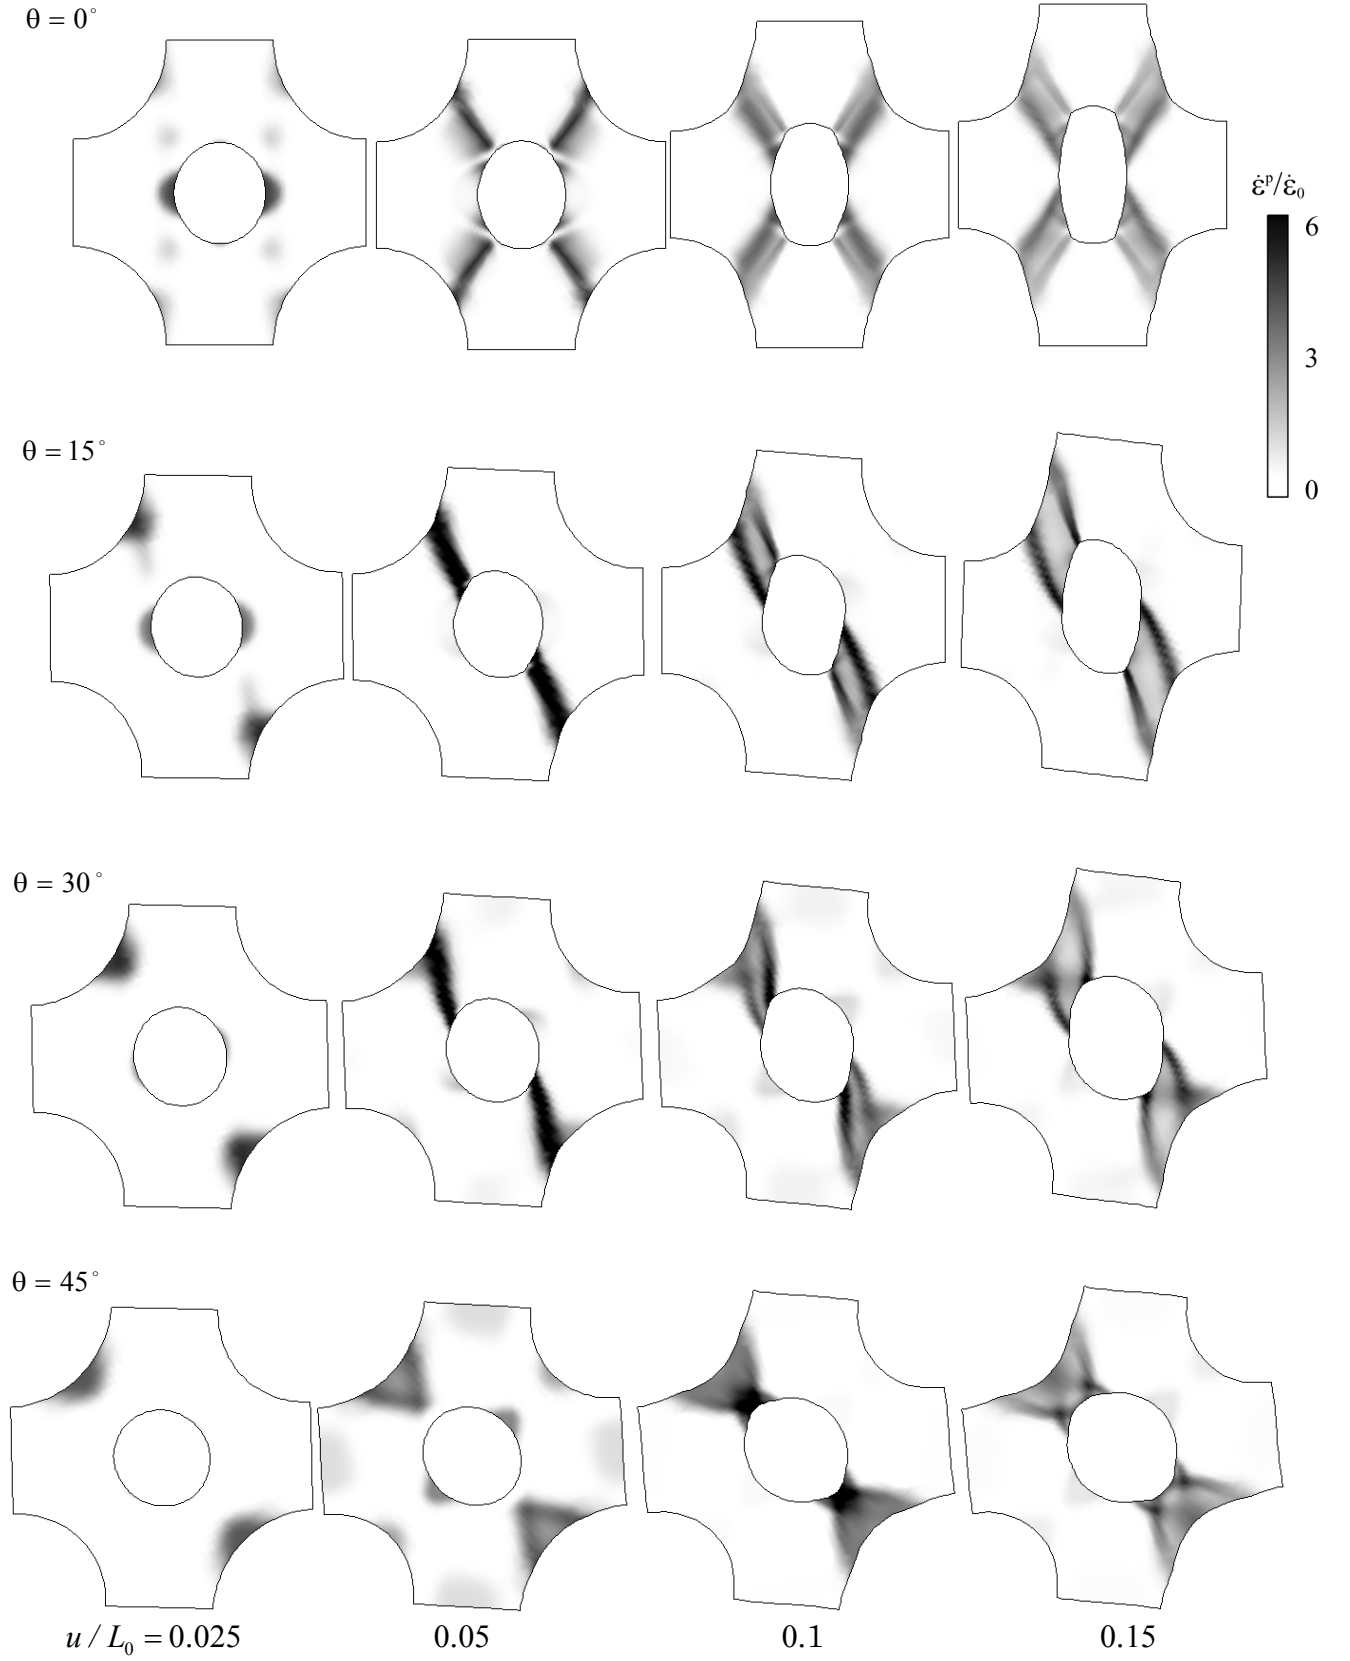 θ = 0°
ε̇ᵖ/ε̇₀
6
3
0
θ = 15°
θ = 30°
θ = 45°
u / L₀ = 0.025 0.05 0.1 0.15